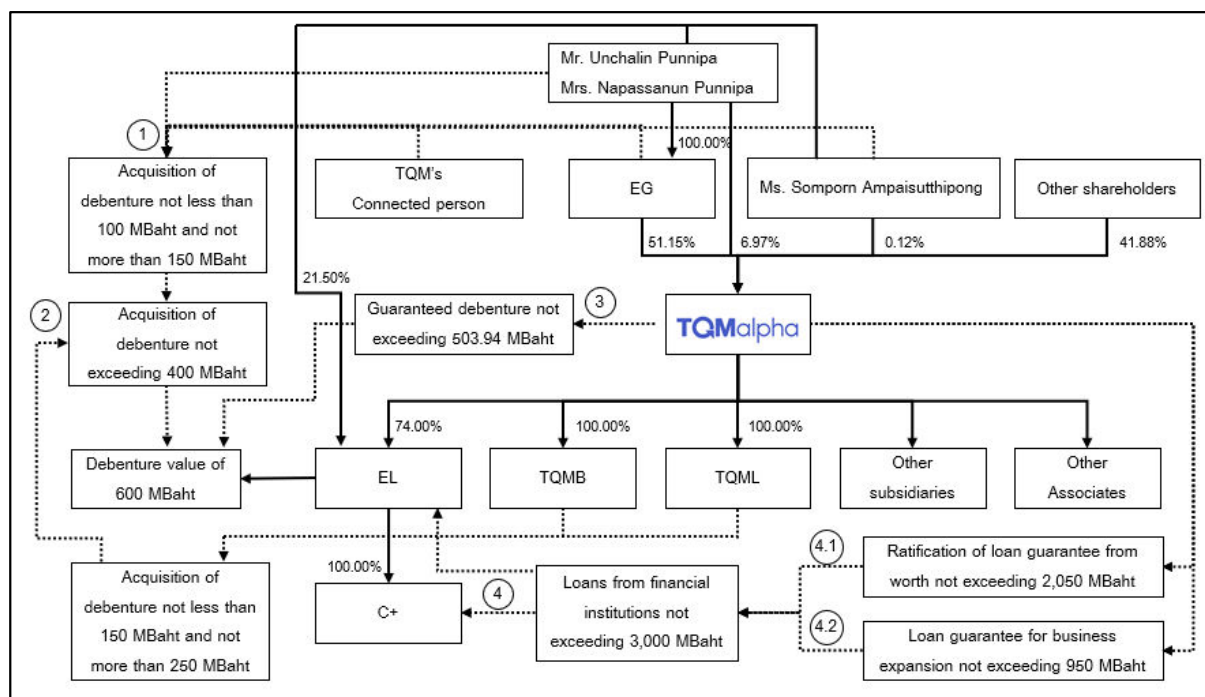 Mr. Unchalin Punnipa
Mrs. Napassanun Punnipa
1
100.00%
Acquisition of
debenture not less than
100 MBaht and not
more than 150 MBaht
TQM's
Connected person
EG
Ms. Somporn Ampaisutthipong
Other shareholders
51.15%
6.97%
0.12%
41.88%
21.50%
2
Acquisition of
debenture not
exceeding 400 MBaht
Guaranteed debenture not
exceeding 503.94 MBaht
3
TQMalpha
74.00%
100.00%
100.00%
Debenture value of
600 MBaht
EL
TQMB
TQML
Other
subsidiaries
Other
Associates
Acquisition of
debenture not less than
150 MBaht and not
more than 250 MBaht
100.00%
C+
4
Loans from financial
institutions not
exceeding 3,000 MBaht
4.1
Ratification of loan guarantee from
worth not exceeding 2,050 MBaht
4.2
Loan guarantee for business
expansion not exceeding 950 MBaht